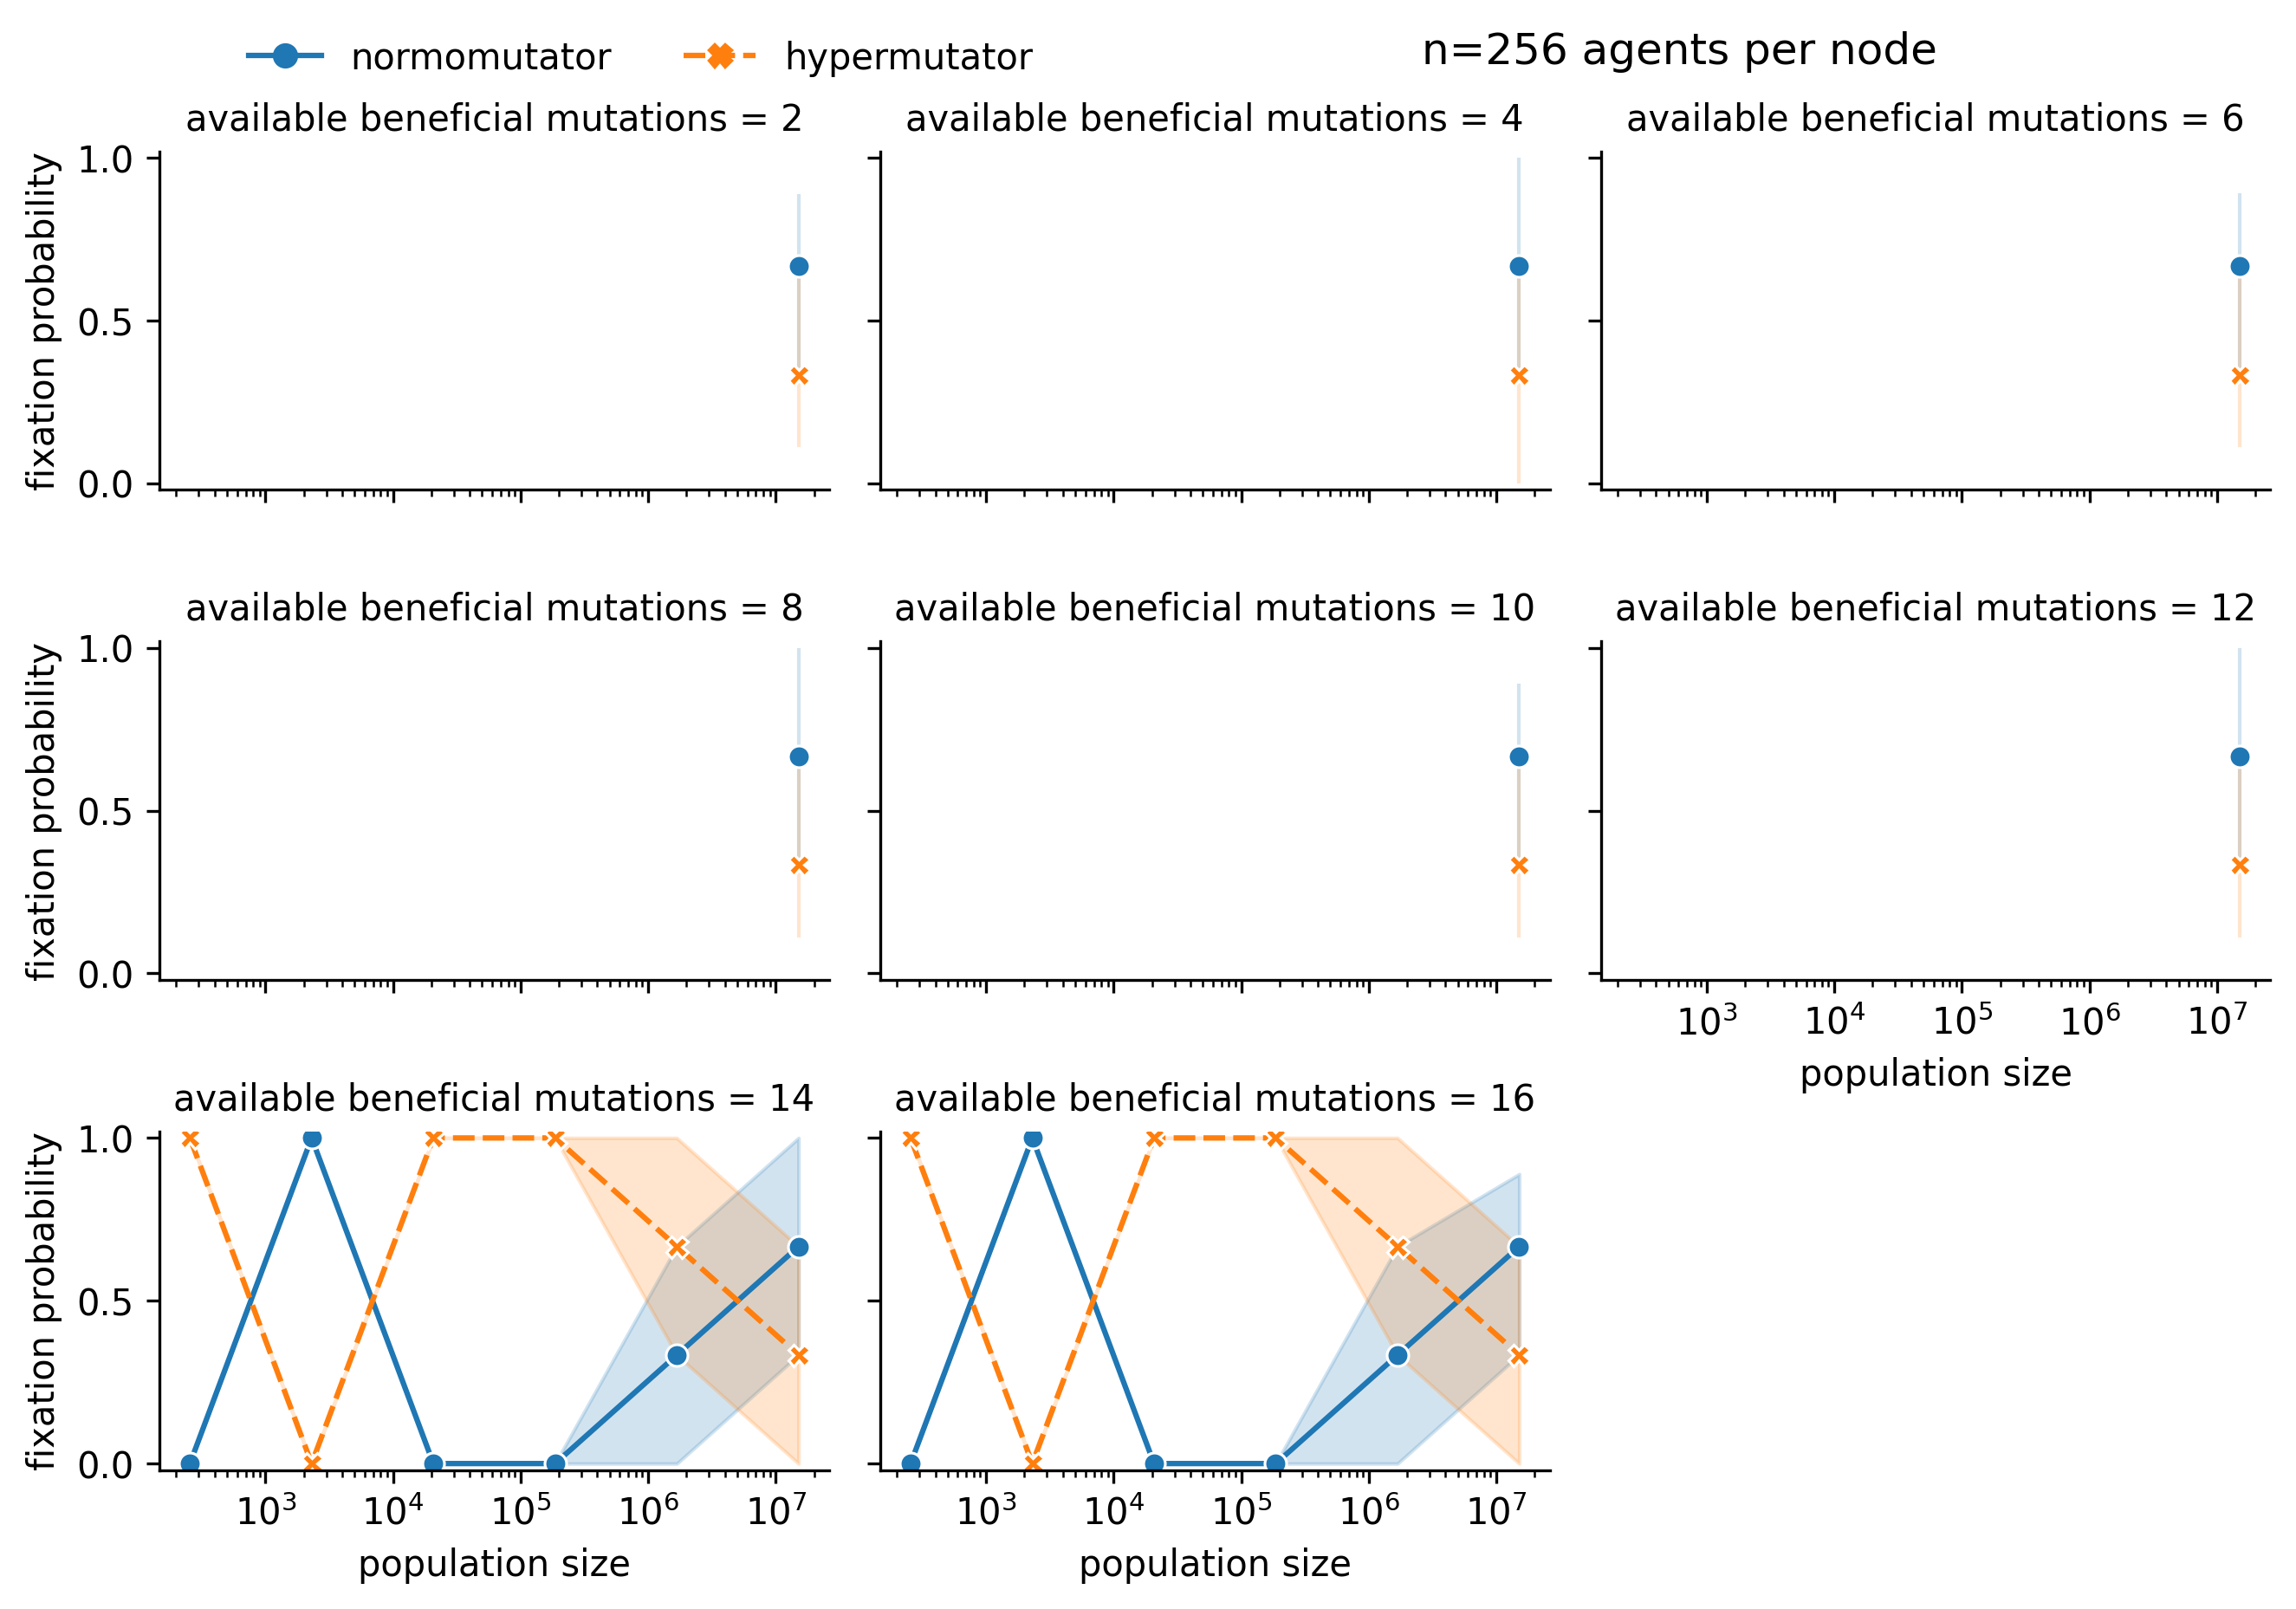 normomutator hypermutator n=256 agents per node
available beneficial mutations = 2 available beneficial mutations = 4 available beneficial mutations = 6
fixation probability
1.0
0.5
0.0
available beneficial mutations = 8 available beneficial mutations = 10 available beneficial mutations = 12
fixation probability
1.0
0.5
0.0
10³ 10⁴ 10⁵ 10⁶ 10⁷
population size
available beneficial mutations = 14 available beneficial mutations = 16
fixation probability
1.0
0.5
0.0
10³ 10⁴ 10⁵ 10⁶ 10⁷ 10³ 10⁴ 10⁵ 10⁶ 10⁷
population size population size